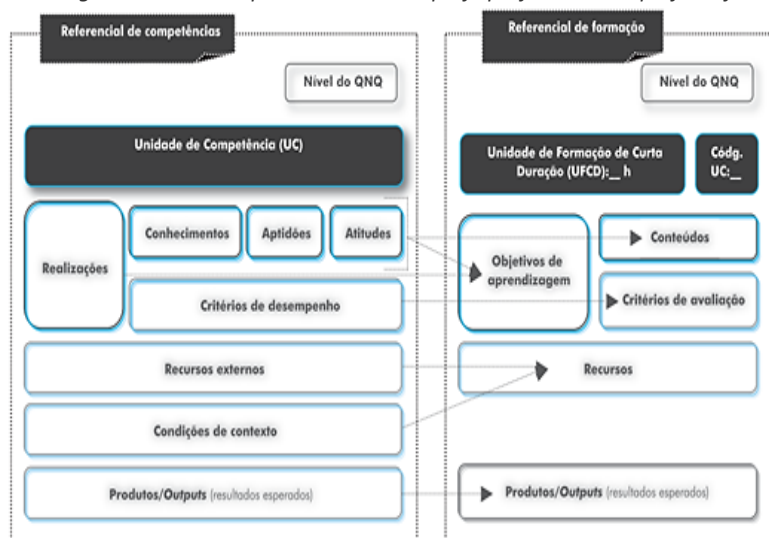 Referencial de competências
Nível do QNQ
Unidade de Competência (UC)
Realizações
Conhecimentos
Aptidões
Atitudes
Critérios de desempenho
Recursos externos
Condições de contexto
Produtos/Outputs (resultados esperados)
Referencial de formação
Nível do QNQ
Unidade de Formação de Curta
Duração (UFCD):__ h
Códg.
UC:__
Objetivos de
aprendizagem
Conteúdos
Critérios de avaliação
Recursos
Produtos/Outputs (resultados esperados)